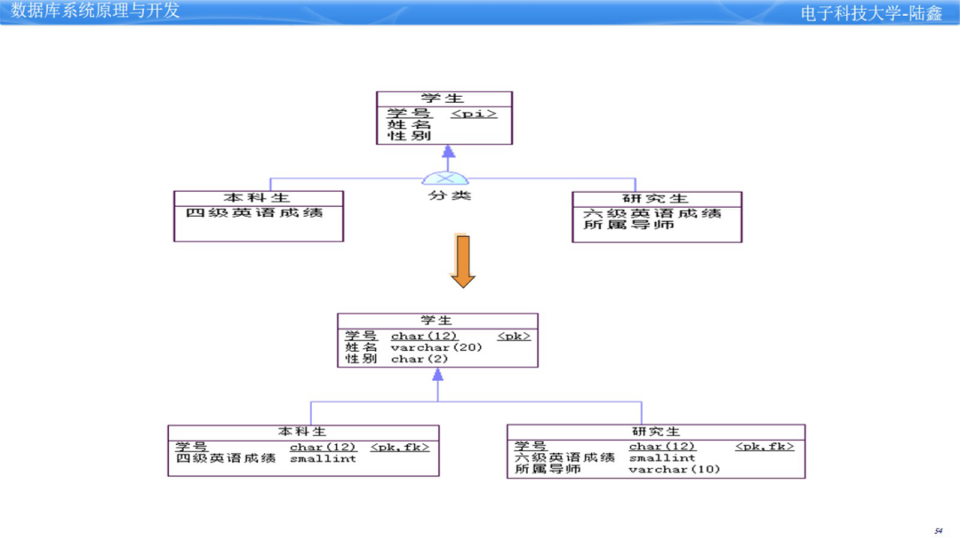 数据库系统原理与开发
电子科技大学-陆鑫
学生
学号 <pi>
姓名
性别
分类
本科生
四级英语成绩
研究生
六级英语成绩
所属导师
学生
学号 char(12) <pk>
姓名 varchar(20)
性别 char(2)
本科生
学号 char(12) <pk,fk>
四级英语成绩 smallint
研究生
学号 char(12) <pk,fk>
六级英语成绩 smallint
所属导师 varchar(10)
54